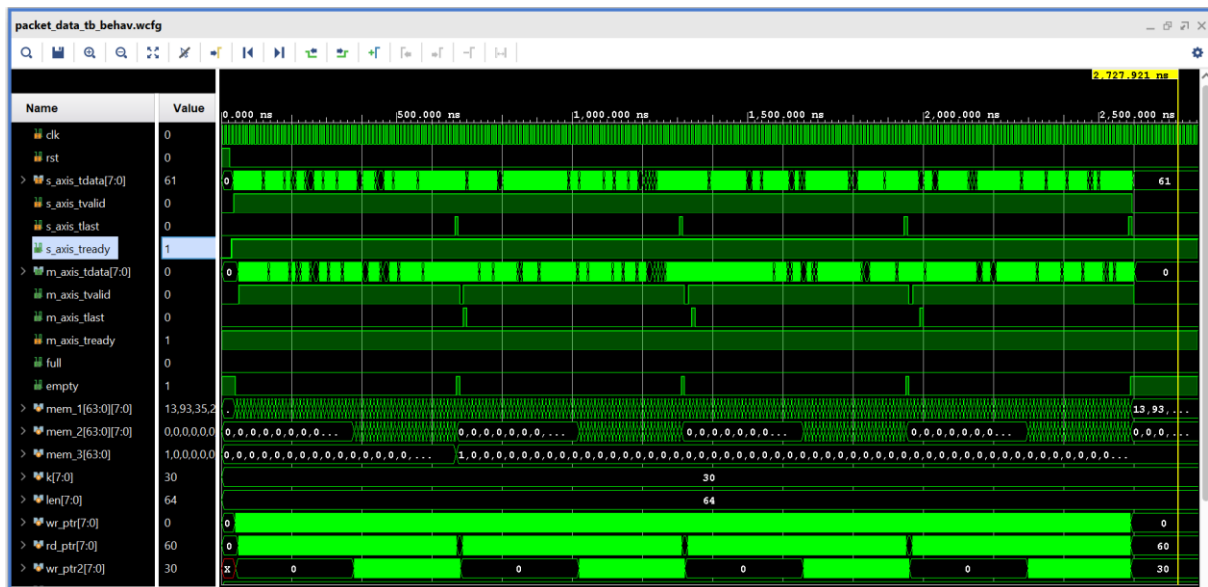 packet_data_tb_behav.wcfg
2,727.921 ns
Name Value 0.000 ns 500.000 ns 1,000.000 ns 1,500.000 ns 2,000.000 ns 2,500.000 ns
clk 0
rst 0
s_axis_tdata[7:0] 61 0 61
s_axis_tvalid 0
s_axis_tlast 0
s_axis_tready 1
m_axis_tdata[7:0] 0 0 0
m_axis_tvalid 0
m_axis_tlast 0
m_axis_tready 1
full 0
empty 1
mem_1[63:0][7:0] 13,93,35,2 . 13,93,...
mem_2[63:0][7:0] 0,0,0,0,0,0 0,0,0,0,0,0,0,0... 0,0,0,0,0,0,... 0,0,0,0,0,0,... 0,0,0,0,0,0... 0,0,0,...
mem_3[63:0] 1,0,0,0,0,0 0,0,0,0,0,0,0,0,0,0,0,0,0,0,0,0,... 1,0,0,0,0,0,0,0,0,0,0,0,0,0,0,0,0,0,0,0,0,0,0,0,0,0,0,0,0,0,0,0,0,0,0,0,0,0,0,0,0,0,0,0,0,0,0,0,0,0,0,0,0,0...
k[7:0] 30 30
len[7:0] 64 64
wr_ptr[7:0] 0 0 0
rd_ptr[7:0] 60 0 60
wr_ptr2[7:0] 30 X 0 0 0 0 30